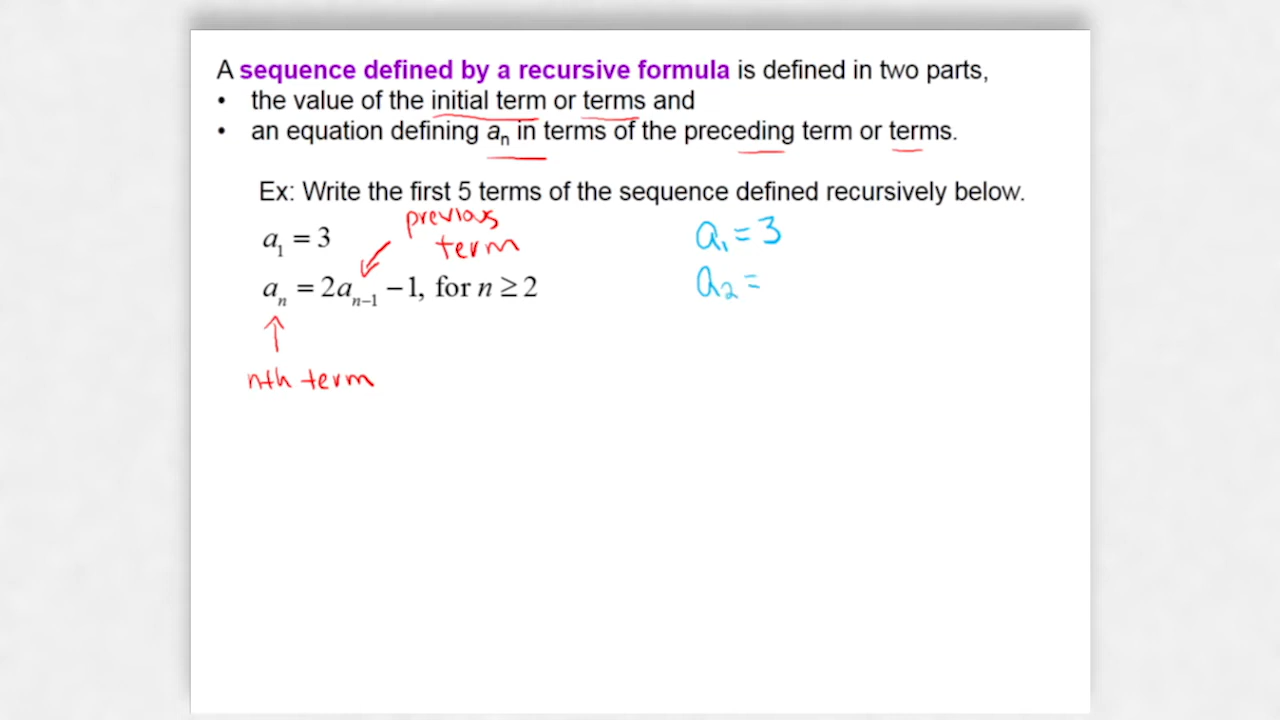 A sequence defined by a recursive formula is defined in two parts,
• the value of the initial term or terms and
• an equation defining aₙ in terms of the preceding term or terms.
Ex: Write the first 5 terms of the sequence defined recursively below.
previous
term
a₁ = 3
aₙ = 2aₙ₋₁ − 1, for n ≥ 2
nth term
a₁ = 3
a₂ =